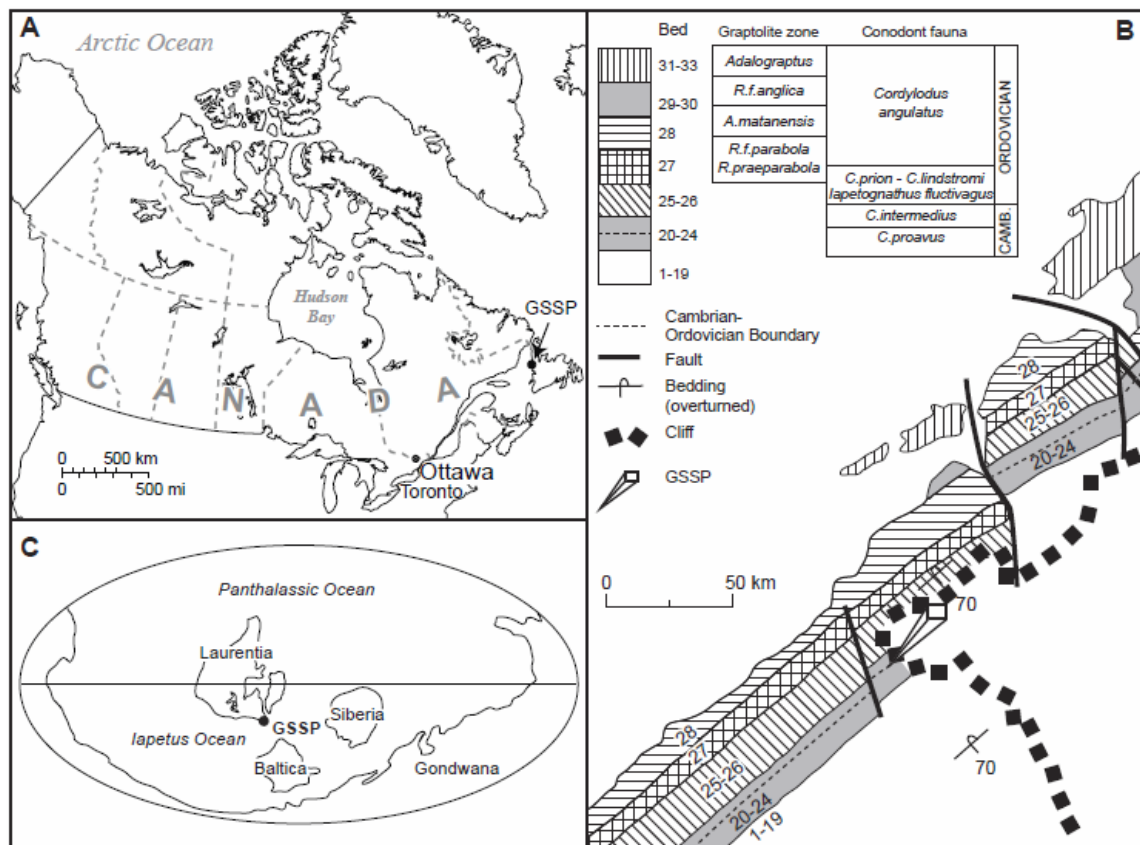 A
Arctic Ocean
Hudson
Bay
GSSP
C A N A D A
0 500 km
0 500 mi
Ottawa
Toronto
C
Panthalassic Ocean
Laurentia
GSSP
Siberia
Iapetus Ocean
Baltica
Gondwana
B
Bed Graptolite zone Conodont fauna
31-33 Adalograptus
29-30 R.f.anglica
Cordylodus
angulatus
28 A.matanensis
27 R.f.parabola
R.praeparabola
25-26 C.prion - C.lindstromi
Iapetognathus fluctivagus
20-24 C.intermedius
C.proavus
1-19
ORDOVICIAN
CAMB.
Cambrian-
Ordovician Boundary
Fault
Bedding
(overturned)
Cliff
GSSP
0 50 km
28
27
25-26
20-24
70
28
27
25-26
20-24
1-19
70